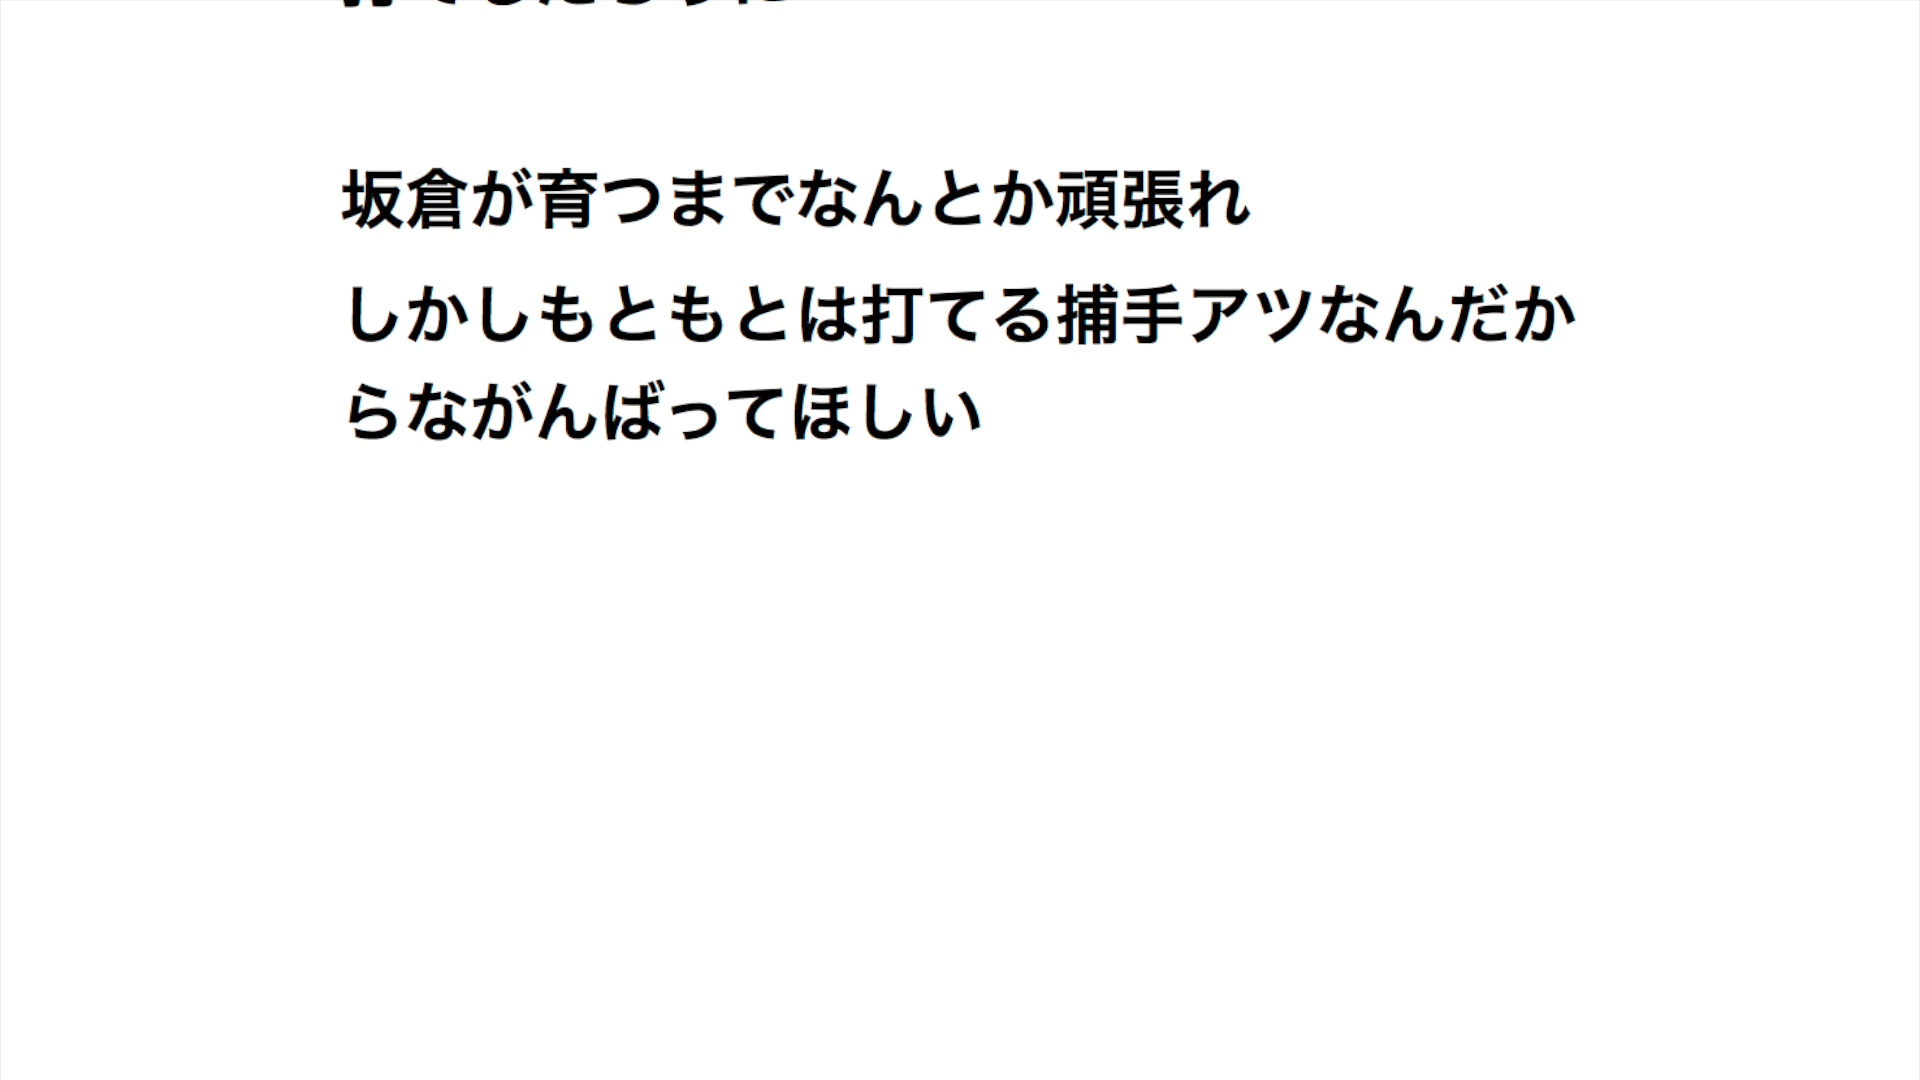 坂倉が育つまでなんとか頑張れ
しかしもともとは打てる捕手アツなんだか
らながんばってほしい